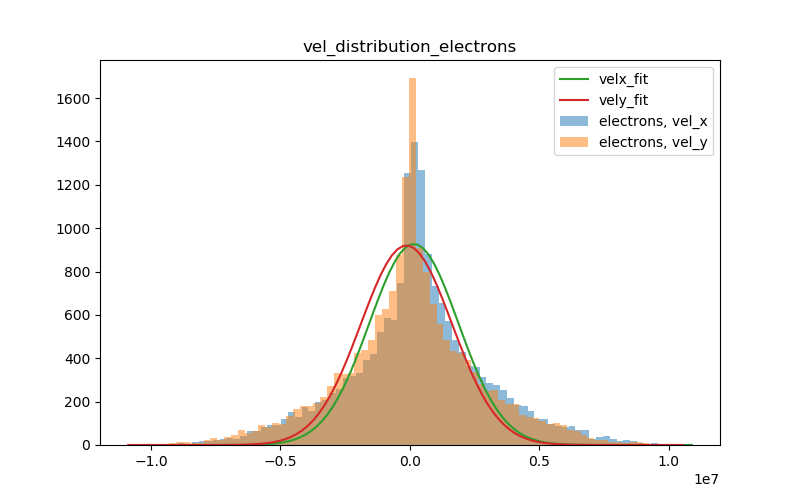 vel_distribution_electrons
velx_fit
vely_fit
electrons, vel_x
electrons, vel_y
1600
1400
1200
1000
800
600
400
200
0
−1.0 −0.5 0.0 0.5 1.0
1e7